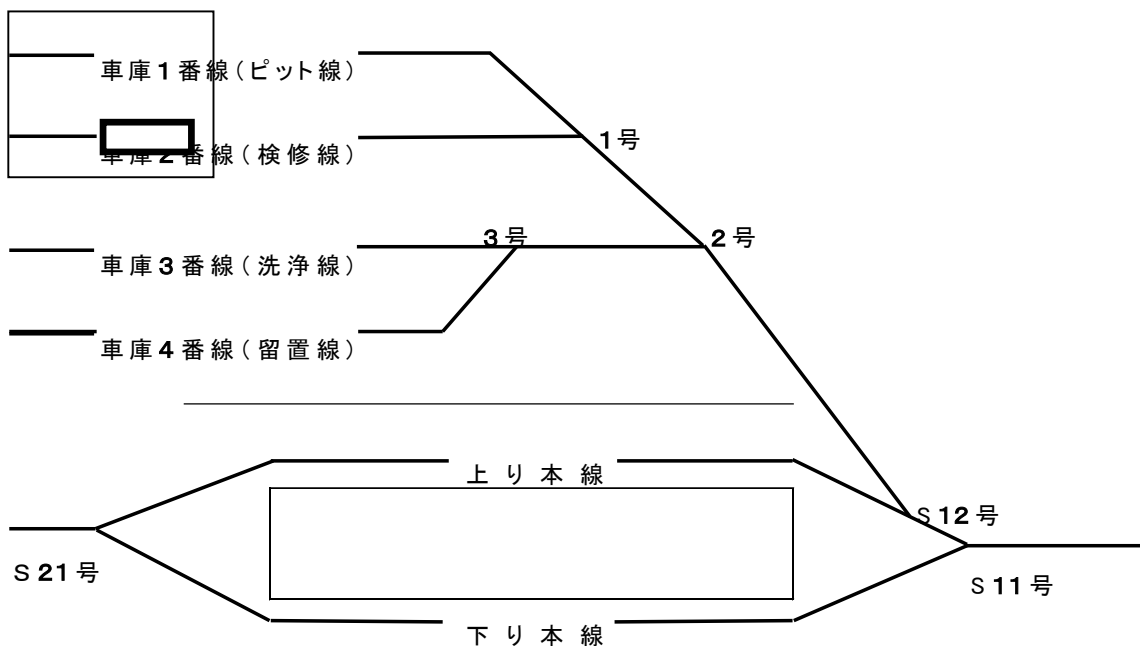 車庫1番線(ピット線)
1号
車庫2番線(検修線)
3号
2号
車庫3番線(洗浄線)
車庫4番線(留置線)
上り本線
S12号
S21号
S11号
下り本線